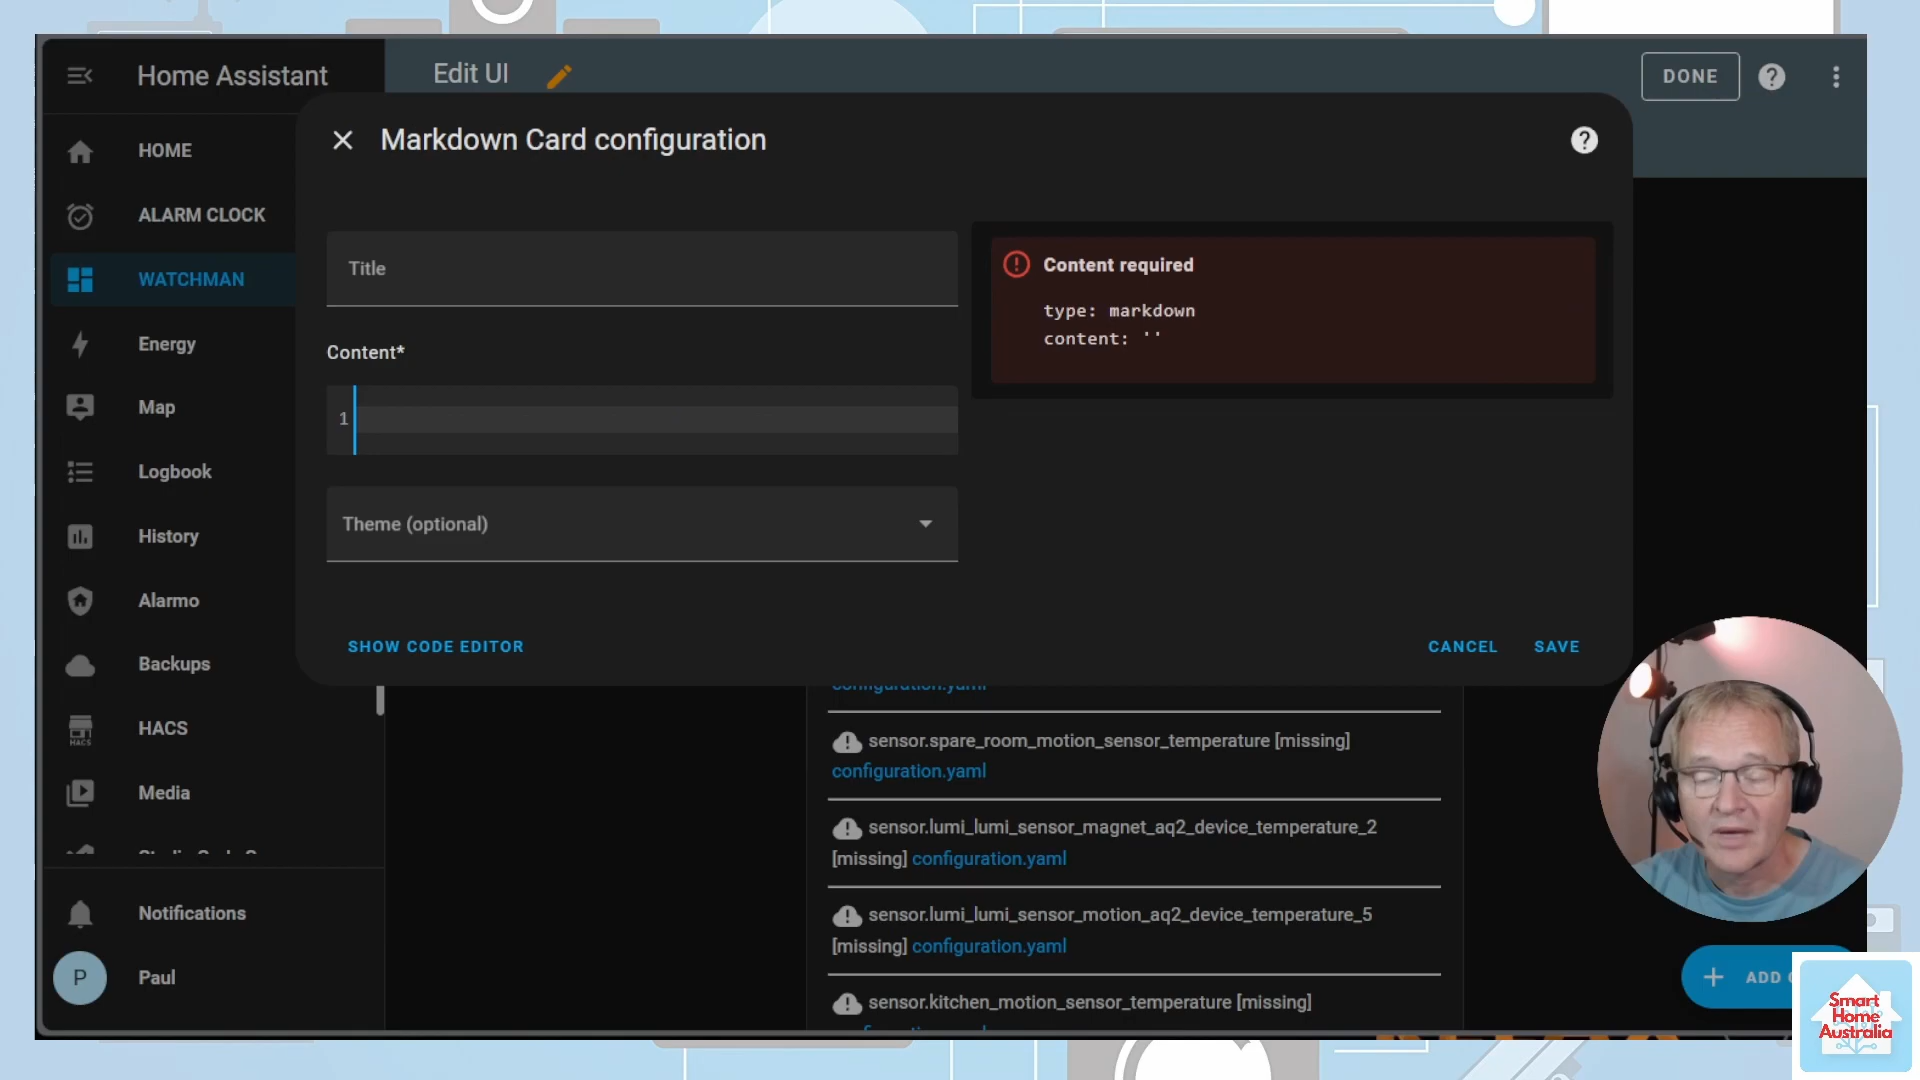 Home Assistant
Edit UI
DONE
Markdown Card configuration
HOME
ALARM CLOCK
WATCHMAN
Energy
Map
Logbook
History
Alarmo
Backups
HACS
HACS
Media
Notifications
P
Paul
Title
Content*
1
Theme (optional)
SHOW CODE EDITOR
Content required
type: markdown
content: ''
CANCEL
SAVE
configuration.yaml
sensor.spare_room_motion_sensor_temperature [missing]
configuration.yaml
sensor.lumi_lumi_sensor_magnet_aq2_device_temperature_2
[missing] configuration.yaml
sensor.lumi_lumi_sensor_motion_aq2_device_temperature_5
[missing] configuration.yaml
sensor.kitchen_motion_sensor_temperature [missing]
ADD
Smart
Home
Australia